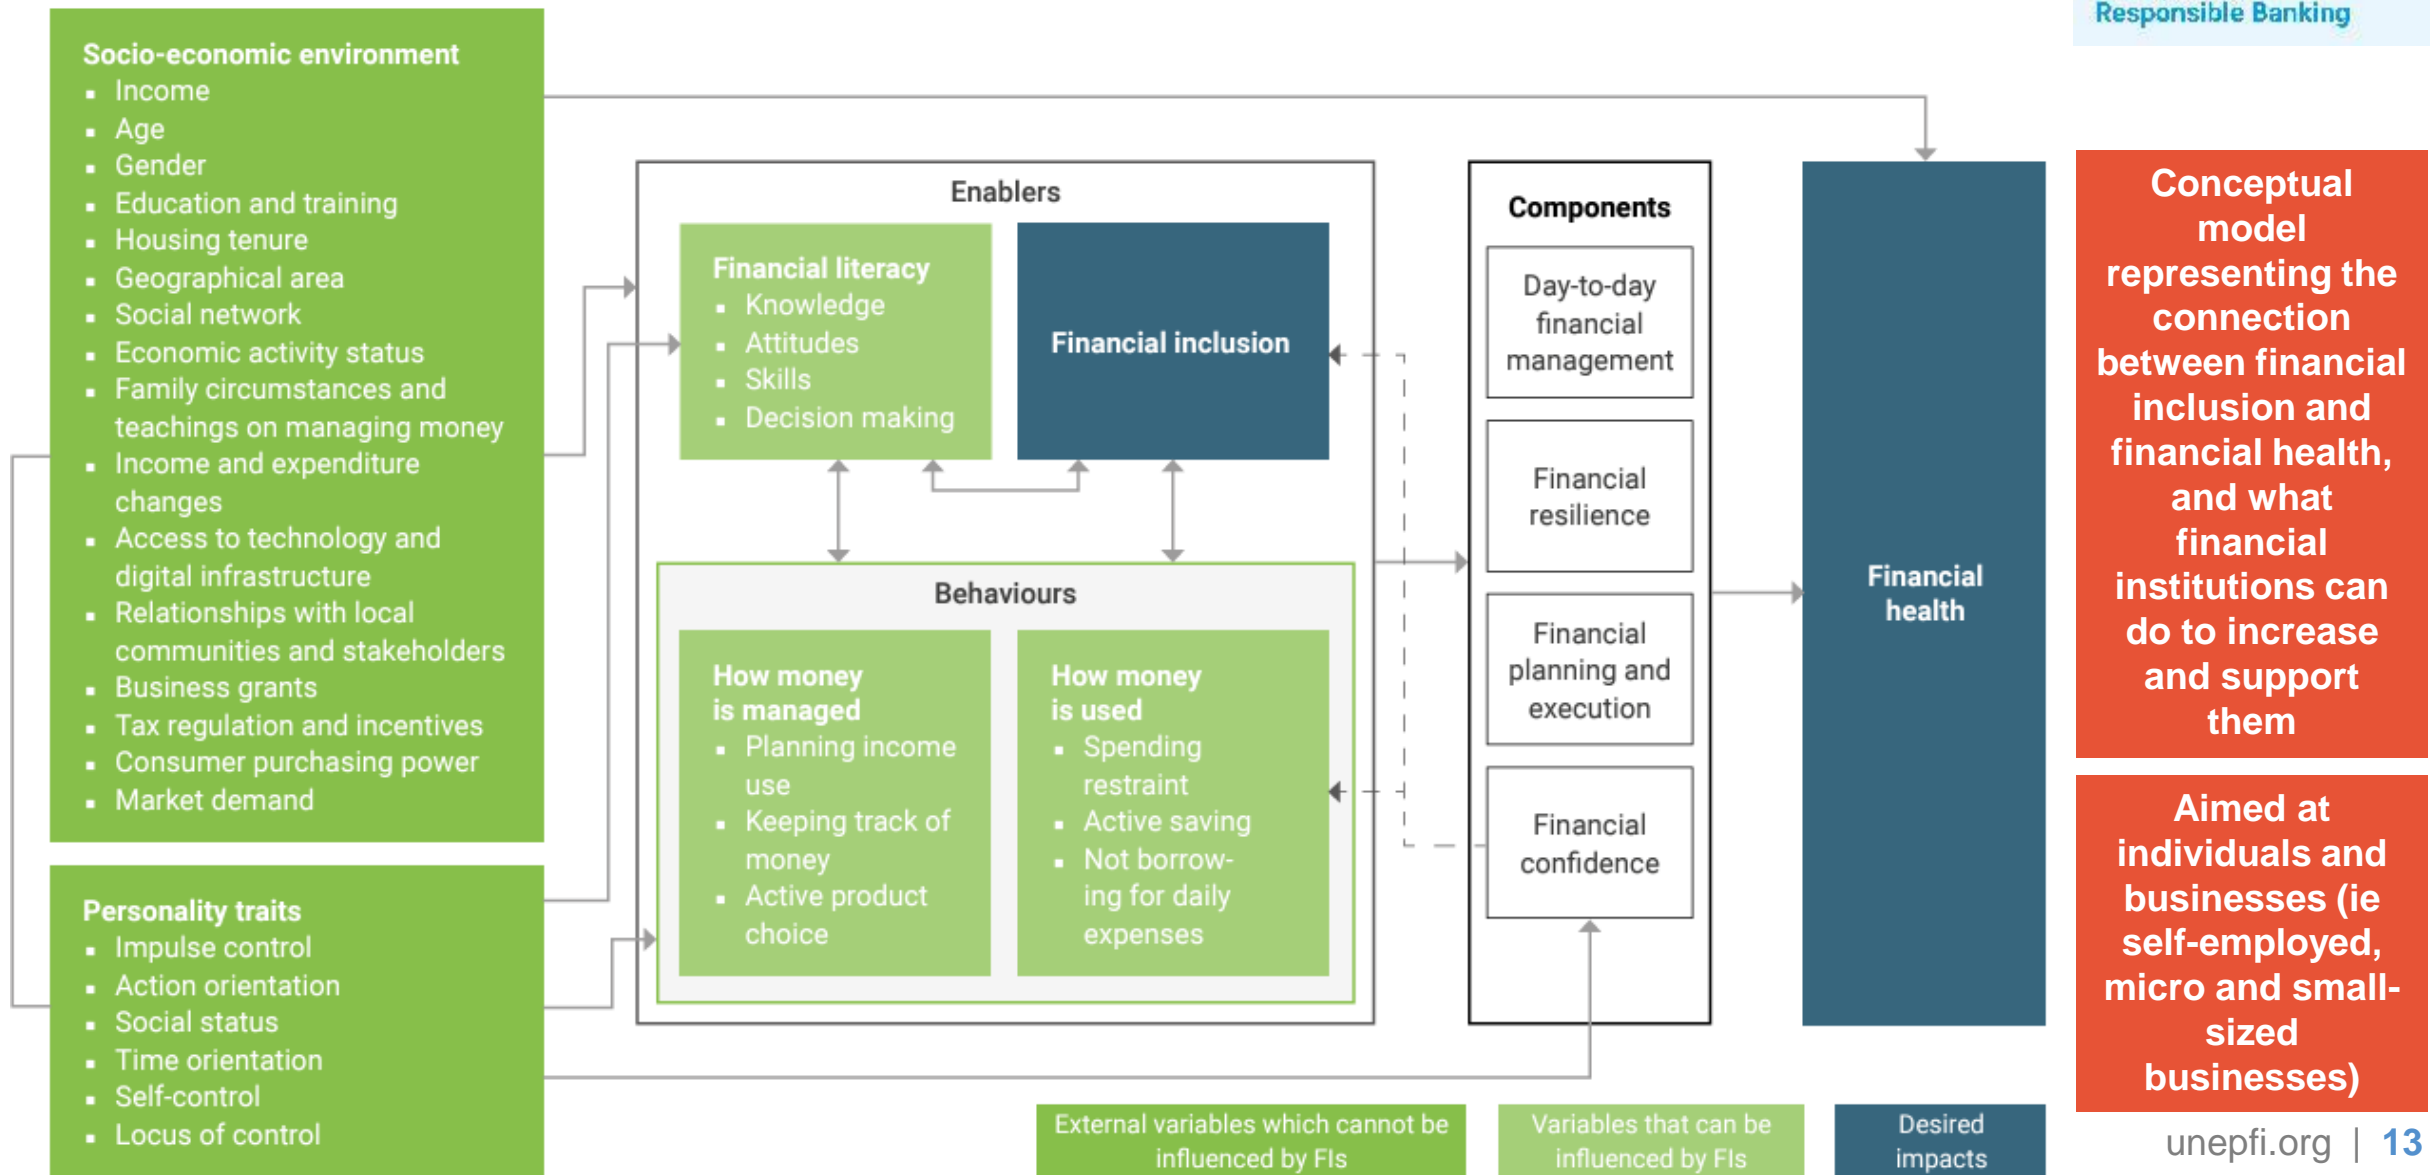 Responsible Banking
Socio-economic environment
▪ Income
▪ Age
▪ Gender
▪ Education and training
▪ Housing tenure
▪ Geographical area
▪ Social network
▪ Economic activity status
▪ Family circumstances and
teachings on managing money
▪ Income and expenditure
changes
▪ Access to technology and
digital infrastructure
▪ Relationships with local
communities and stakeholders
▪ Business grants
▪ Tax regulation and incentives
▪ Consumer purchasing power
▪ Market demand
Personality traits
▪ Impulse control
▪ Action orientation
▪ Social status
▪ Time orientation
▪ Self-control
▪ Locus of control
Enablers
Financial literacy
▪ Knowledge
▪ Attitudes
▪ Skills
▪ Decision making
Financial inclusion
Behaviours
How money
is managed
▪ Planning income
use
▪ Keeping track of
money
▪ Active product
choice
How money
is used
▪ Spending
restraint
▪ Active saving
▪ Not borrow-
ing for daily
expenses
Components
Day-to-day
financial
management
Financial
resilience
Financial
planning and
execution
Financial
confidence
Financial
health
Conceptual
model
representing the
connection
between financial
inclusion and
financial health,
and what
financial
institutions can
do to increase
and support
them
Aimed at
individuals and
businesses (ie
self-employed,
micro and small-
sized
businesses)
External variables which cannot be
influenced by FIs
Variables that can be
influenced by FIs
Desired
impacts
unepfi.org | 13